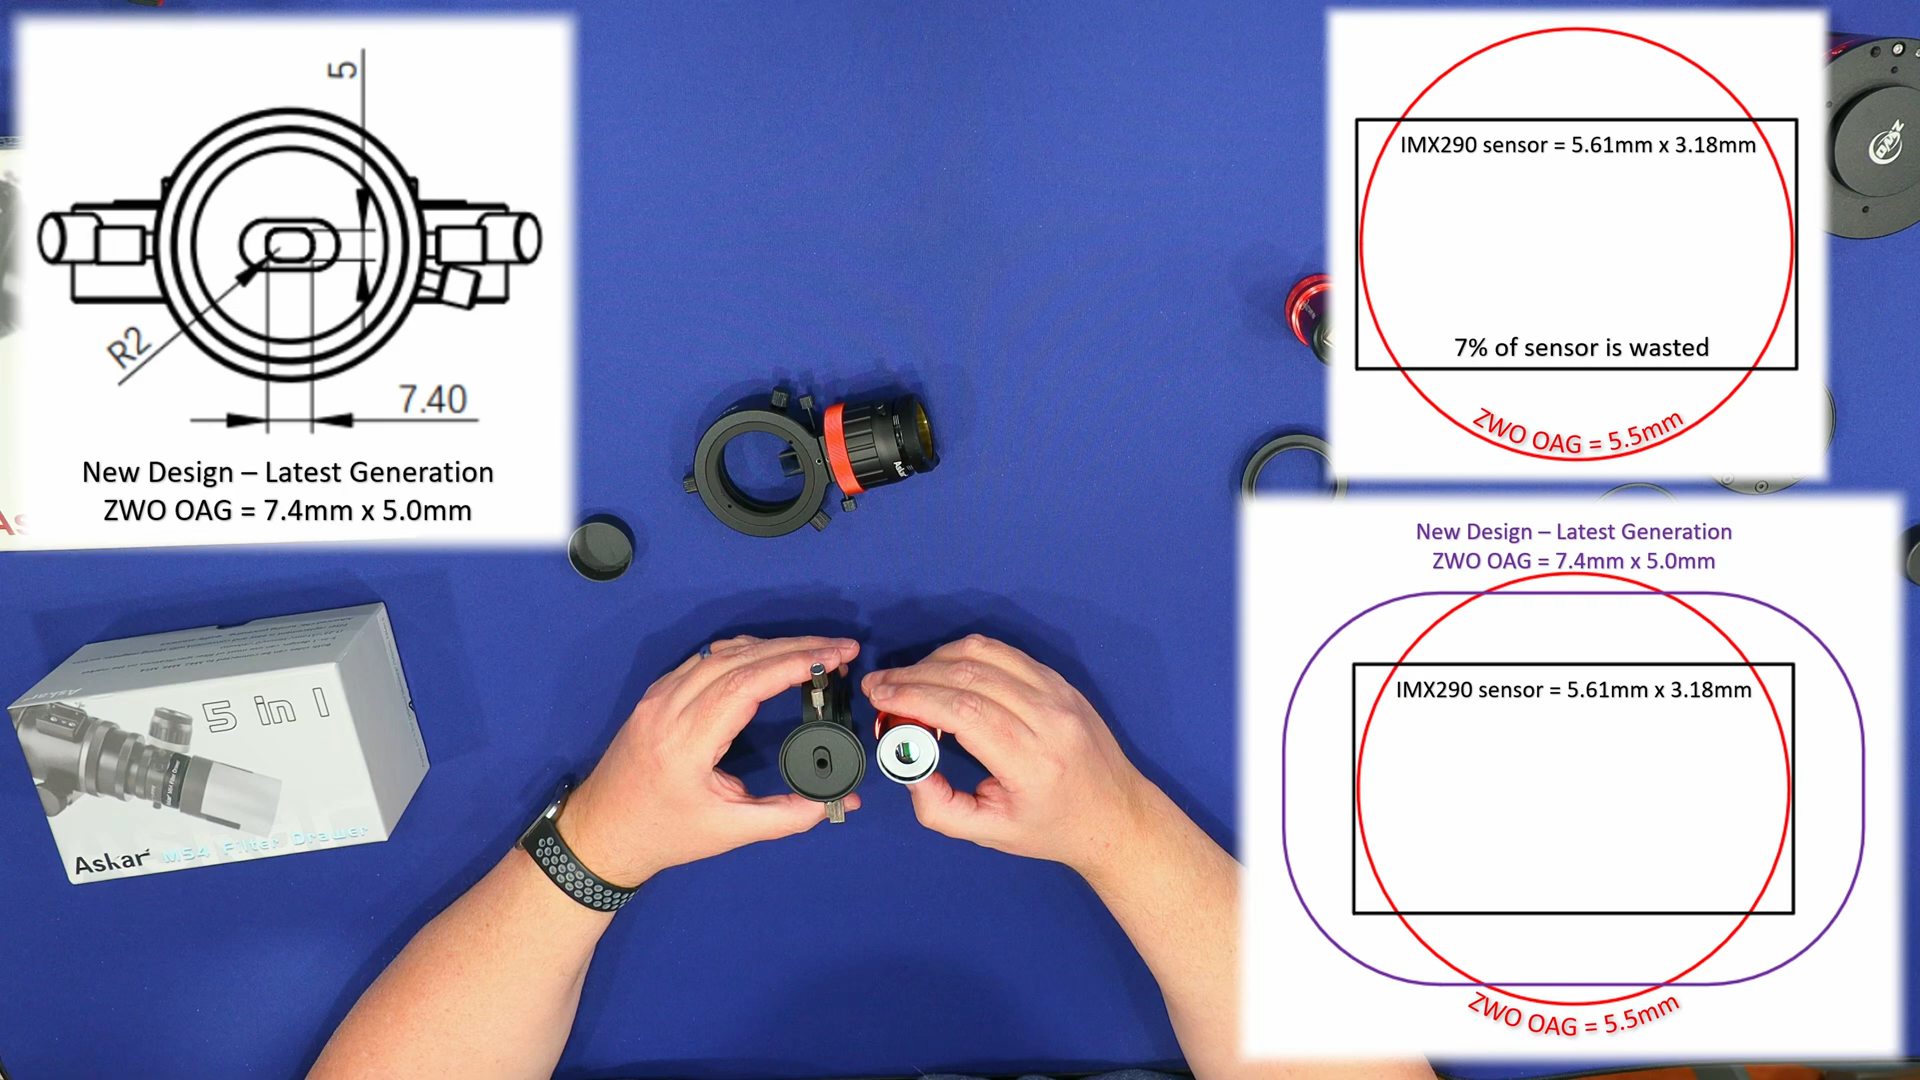 5
R2
7.40
New Design – Latest Generation
ZWO OAG = 7.4mm x 5.0mm
IMX290 sensor = 5.61mm x 3.18mm
7% of sensor is wasted
ZWO OAG = 5.5mm
ZWO
Askar
5 in 1
Askar
M54 Filter Drawer
New Design – Latest Generation
ZWO OAG = 7.4mm x 5.0mm
IMX290 sensor = 5.61mm x 3.18mm
ZWO OAG = 5.5mm